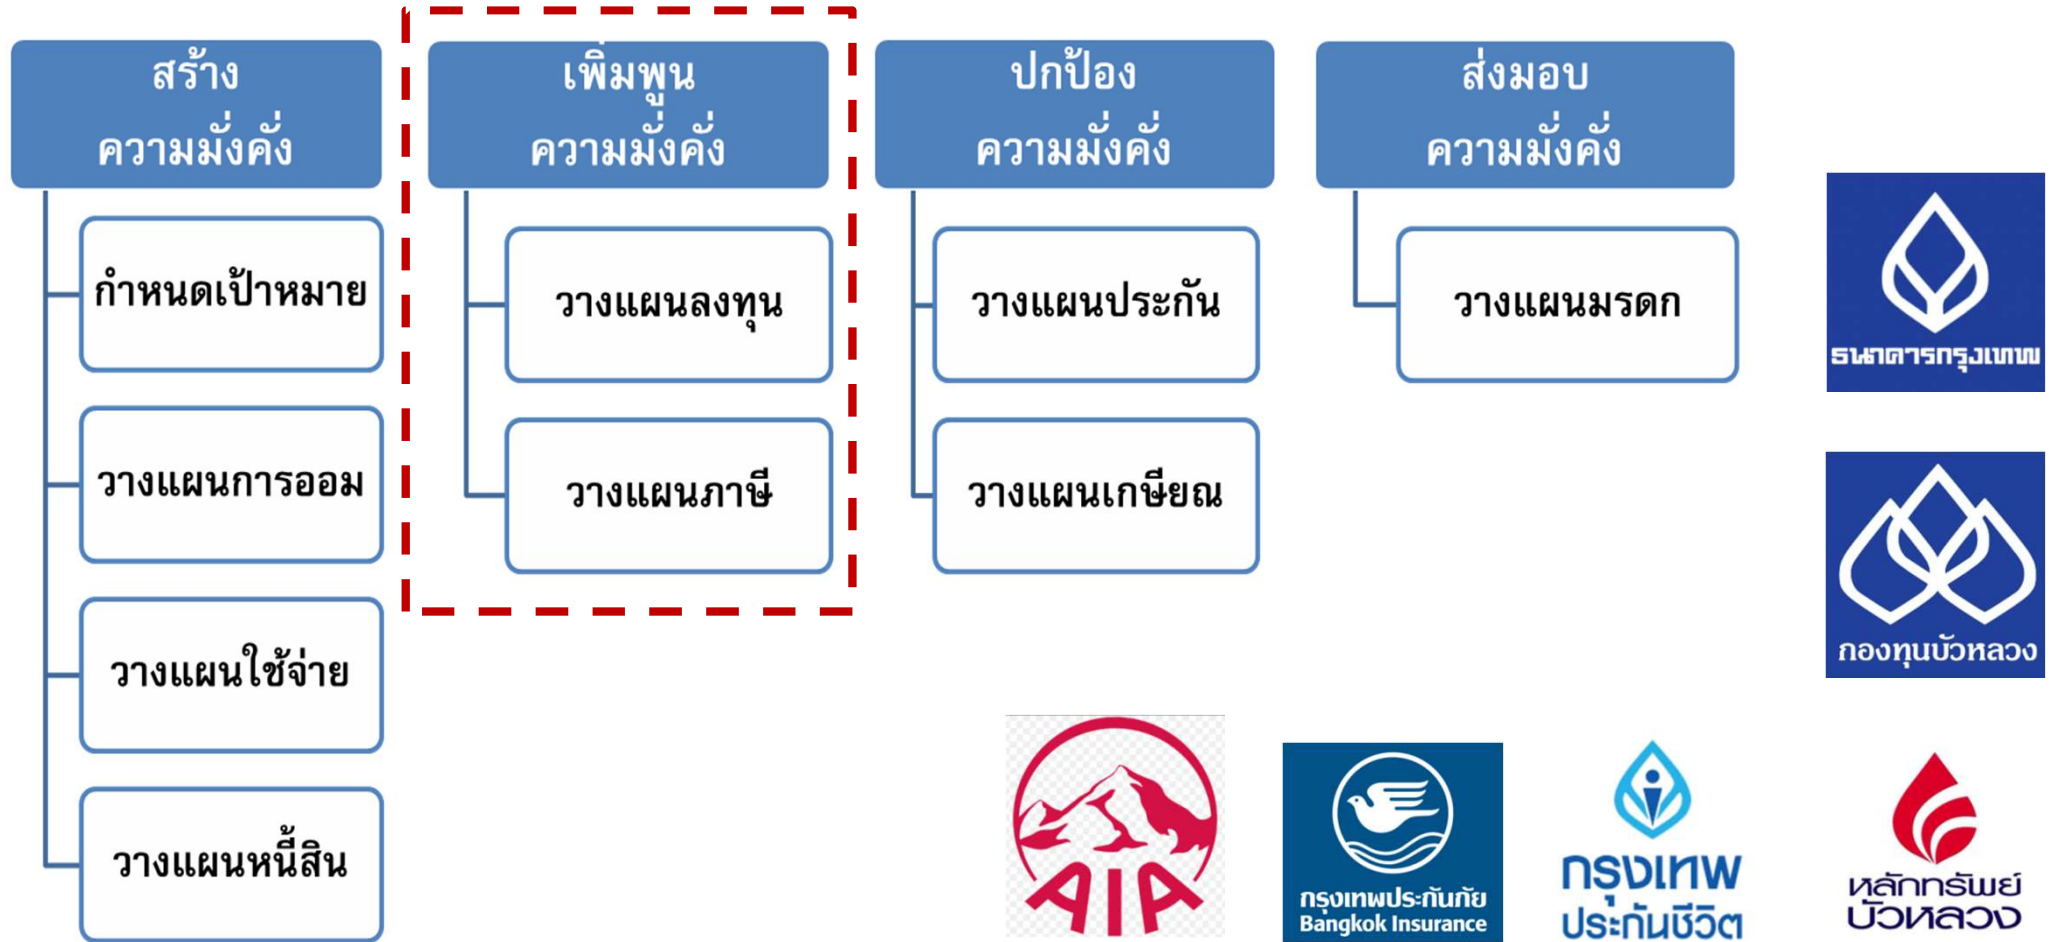 สร้าง
ความมั่งคั่ง
กำหนดเป้าหมาย
วางแผนการออม
วางแผนใช้จ่าย
วางแผนหนี้สิน
เพิ่มพูน
ความมั่งคั่ง
วางแผนลงทุน
วางแผนภาษี
ปกป้อง
ความมั่งคั่ง
วางแผนประกัน
วางแผนเกษียณ
ส่งมอบ
ความมั่งคั่ง
วางแผนมรดก
ธนาคารกรุงเทพ
กองทุนบัวหลวง
AIA
กรุงเทพประกันภัย
Bangkok Insurance
กรุงเทพ
ประกันชีวิต
หลักทรัพย์
บัวหลวง